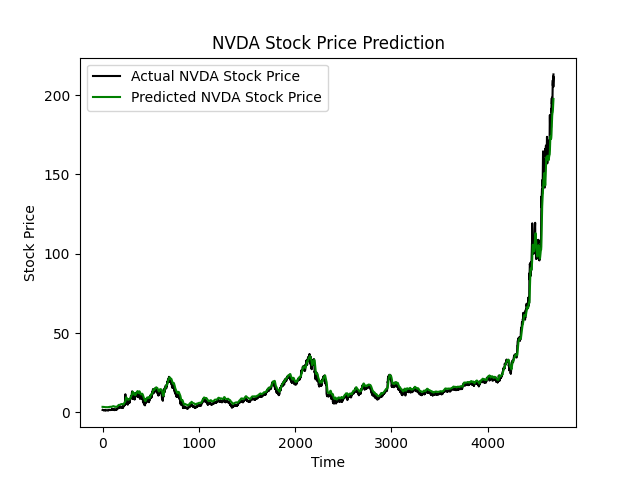 NVDA Stock Price Prediction
Actual NVDA Stock Price
Predicted NVDA Stock Price
Stock Price
200
150
100
50
0
0 1000 2000 3000 4000
Time